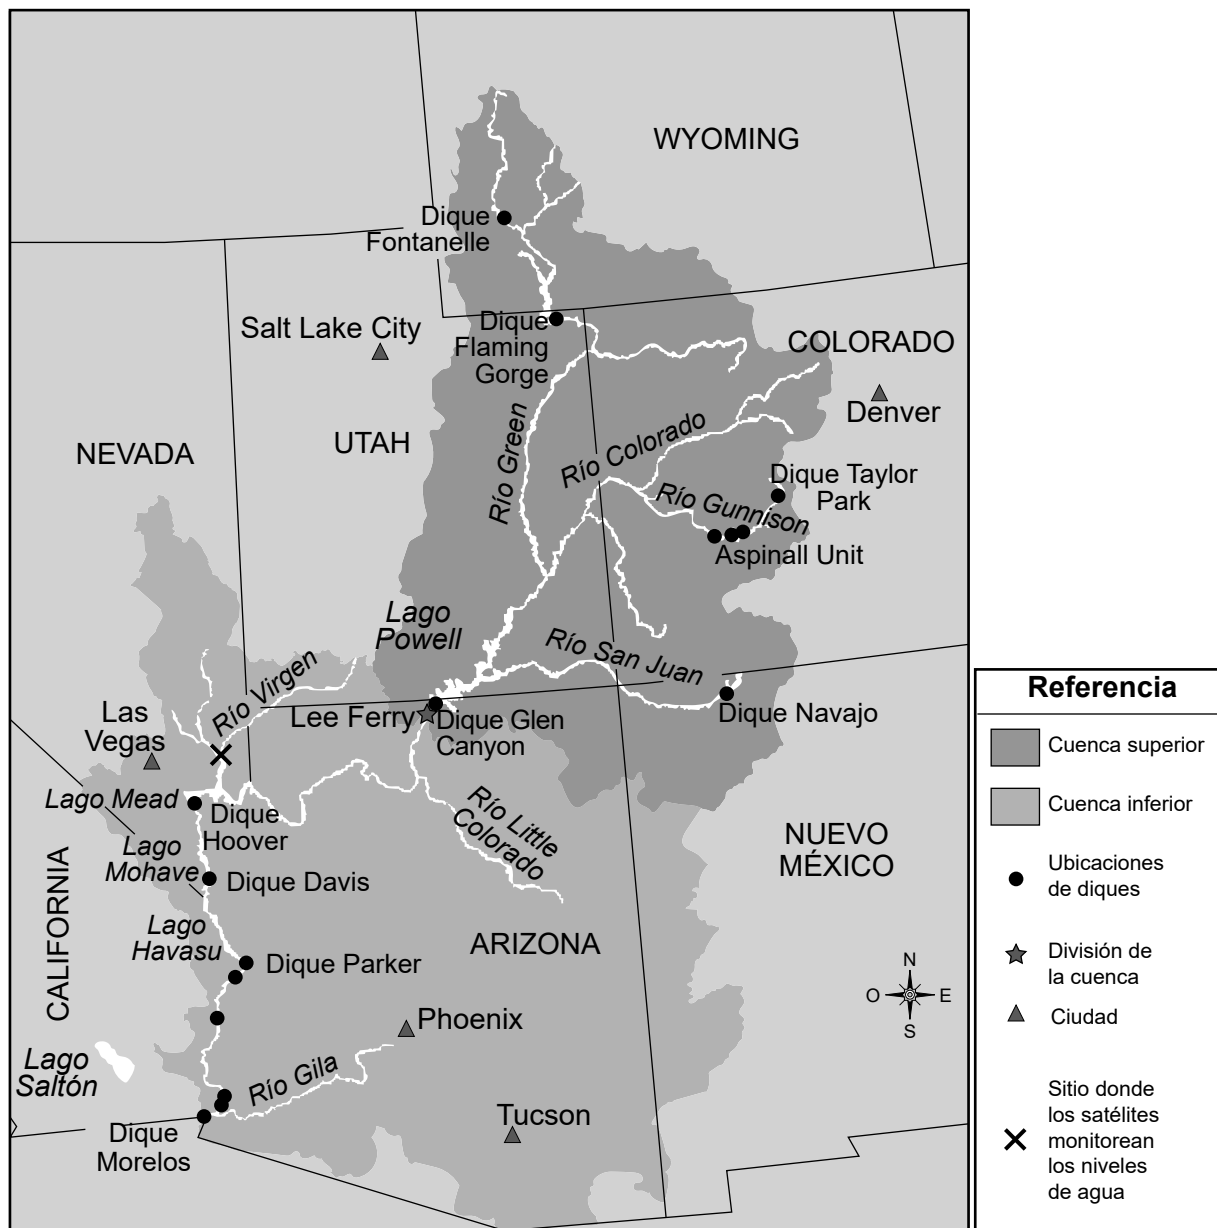 WYOMING
Dique
Fontanelle
Salt Lake City
Dique
Flaming
Gorge
COLORADO
Denver
NEVADA
UTAH
Río Green
Río Colorado
Dique Taylor
Park
Río Gunnison
Aspinall Unit
Lago
Powell
Río San Juan
Río Virgen
Las
Vegas
Lee Ferry
Dique Glen
Canyon
Dique Navajo
Lago Mead
Dique
Hoover
Río Little
Colorado
NUEVO
MÉXICO
Lago
Mohave
Dique Davis
CALIFORNIA
Lago
Havasu
Dique Parker
ARIZONA
Phoenix
Lago
Saltón
Río Gila
Tucson
Dique
Morelos
N
O
E
S
Referencia
Cuenca superior
Cuenca inferior
Ubicaciones
de diques
División de
la cuenca
Ciudad
Sitio donde
los satélites
monitorean
los niveles
de agua